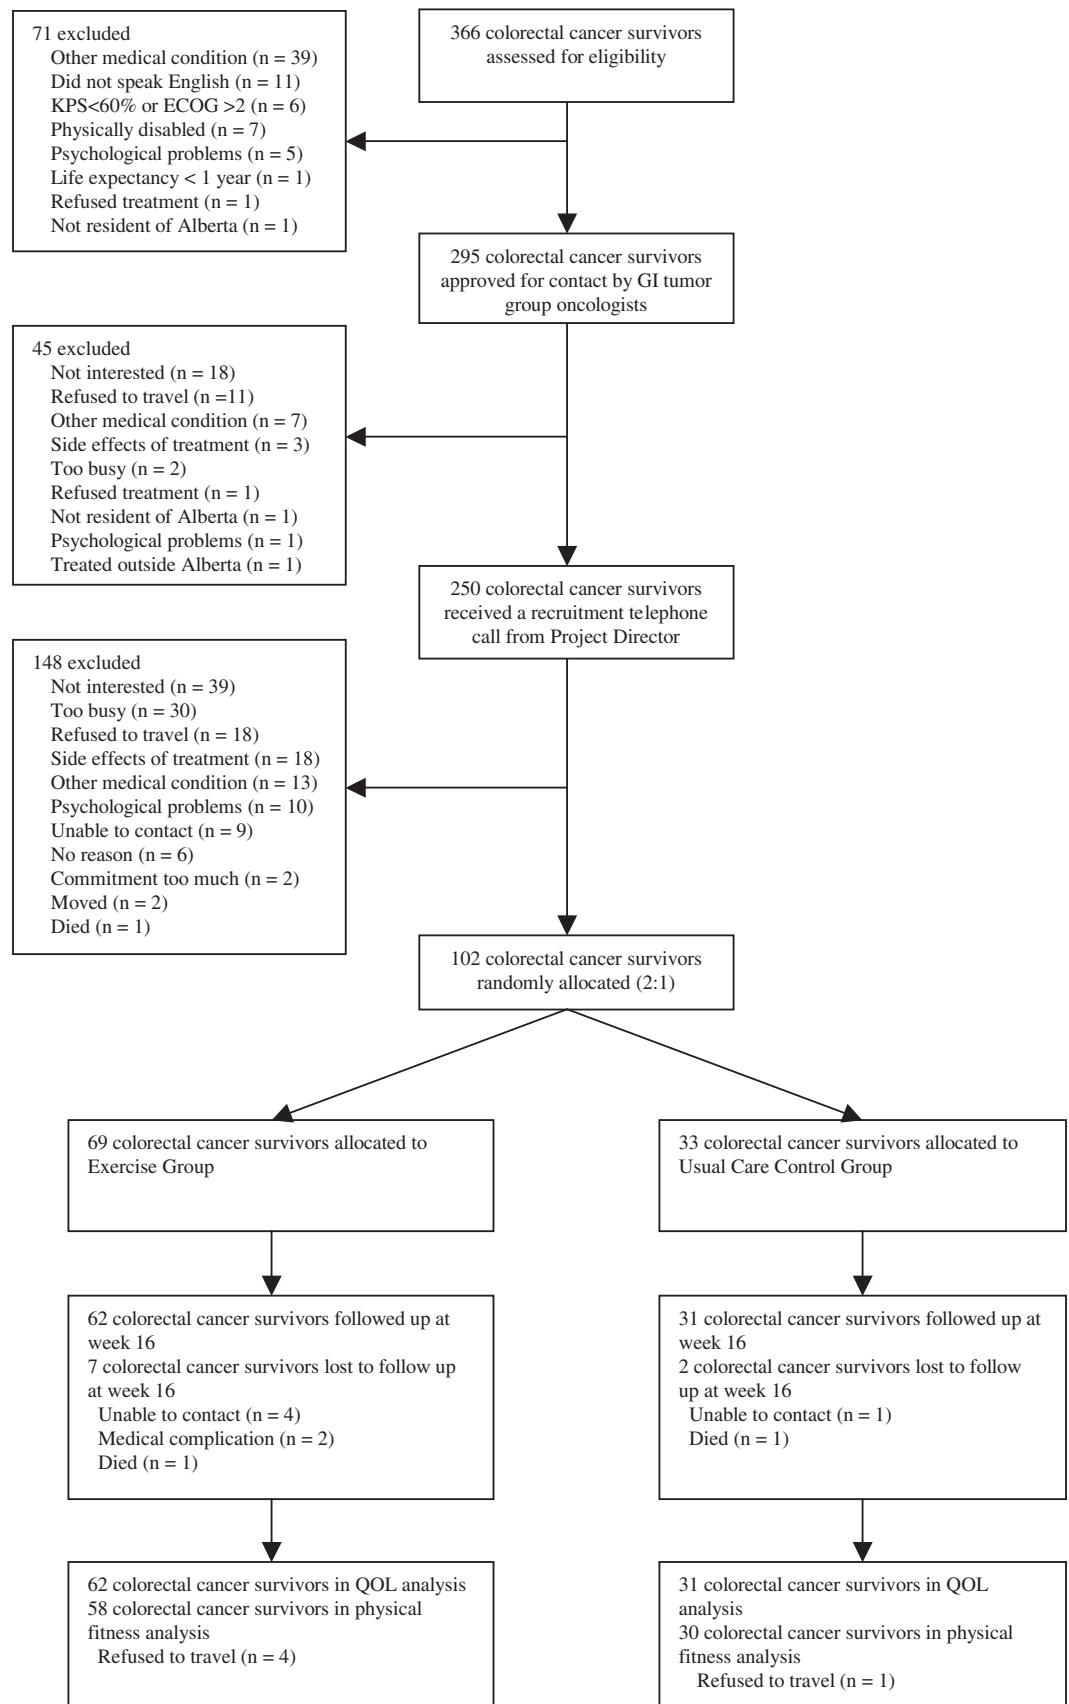 366 colorectal cancer survivors
assessed for eligibility
71 excluded
Other medical condition (n = 39)
Did not speak English (n = 11)
KPS<60% or ECOG >2 (n = 6)
Physically disabled (n = 7)
Psychological problems (n = 5)
Life expectancy < 1 year (n = 1)
Refused treatment (n = 1)
Not resident of Alberta (n = 1)
295 colorectal cancer survivors
approved for contact by GI tumor
group oncologists
45 excluded
Not interested (n = 18)
Refused to travel (n =11)
Other medical condition (n = 7)
Side effects of treatment (n = 3)
Too busy (n = 2)
Refused treatment (n = 1)
Not resident of Alberta (n = 1)
Psychological problems (n = 1)
Treated outside Alberta (n = 1)
250 colorectal cancer survivors
received a recruitment telephone
call from Project Director
148 excluded
Not interested (n = 39)
Too busy (n = 30)
Refused to travel (n = 18)
Side effects of treatment (n = 18)
Other medical condition (n = 13)
Psychological problems (n = 10)
Unable to contact (n = 9)
No reason (n = 6)
Commitment too much (n = 2)
Moved (n = 2)
Died (n = 1)
102 colorectal cancer survivors
randomly allocated (2:1)
69 colorectal cancer survivors allocated to
Exercise Group
33 colorectal cancer survivors allocated to
Usual Care Control Group
62 colorectal cancer survivors followed up at
week 16
7 colorectal cancer survivors lost to follow up
at week 16
Unable to contact (n = 4)
Medical complication (n = 2)
Died (n = 1)
31 colorectal cancer survivors followed up at
week 16
2 colorectal cancer survivors lost to follow
up at week 16
Unable to contact (n = 1)
Died (n = 1)
62 colorectal cancer survivors in QOL analysis
58 colorectal cancer survivors in physical
fitness analysis
Refused to travel (n = 4)
31 colorectal cancer survivors in QOL
analysis
30 colorectal cancer survivors in physical
fitness analysis
Refused to travel (n = 1)